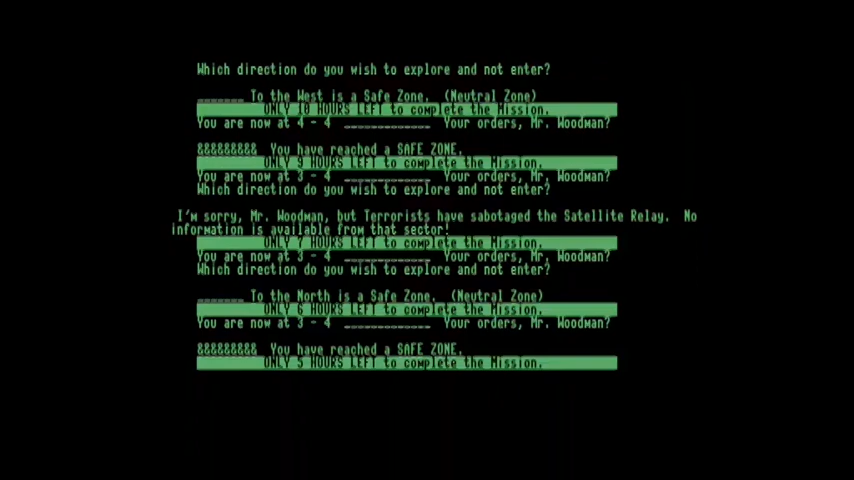 Which direction do you wish to explore and not enter?
_______ To the West is a Safe Zone.  (Neutral Zone)
ONLY 10 HOURS LEFT to complete the Mission.
You are now at 4 - 4  _____________  Your orders, Mr. Woodman?
&&&&&&&&&  You have reached a SAFE ZONE.
ONLY 9 HOURS LEFT to complete the Mission.
You are now at 3 - 4  _____________  Your orders, Mr. Woodman?
Which direction do you wish to explore and not enter?
I'm sorry, Mr. Woodman, but Terrorists have sabotaged the Satellite Relay.  No
information is available from that sector!
ONLY 7 HOURS LEFT to complete the Mission.
You are now at 3 - 4  _____________  Your orders, Mr. Woodman?
Which direction do you wish to explore and not enter?
_______ To the North is a Safe Zone.  (Neutral Zone)
ONLY 6 HOURS LEFT to complete the Mission.
You are now at 3 - 4  _____________  Your orders, Mr. Woodman?
&&&&&&&&&  You have reached a SAFE ZONE.
ONLY 5 HOURS LEFT to complete the Mission.